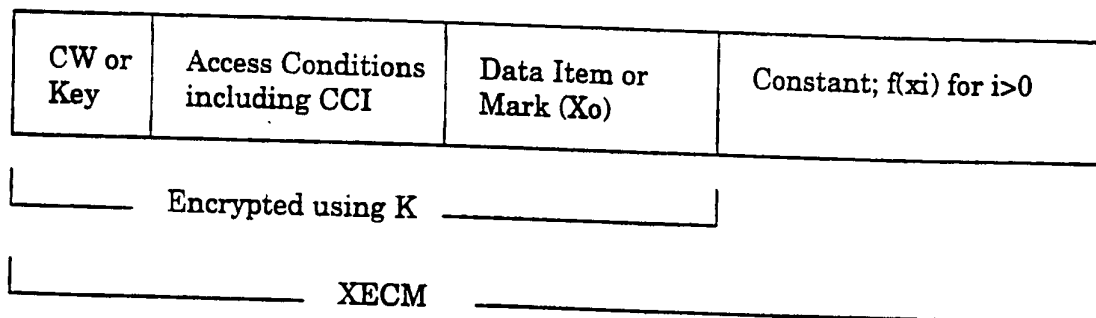 CW or
Key
Access Conditions
including CCI
Data Item or
Mark (Xo)
Constant; f(xi) for i>0
Encrypted using K
XECM